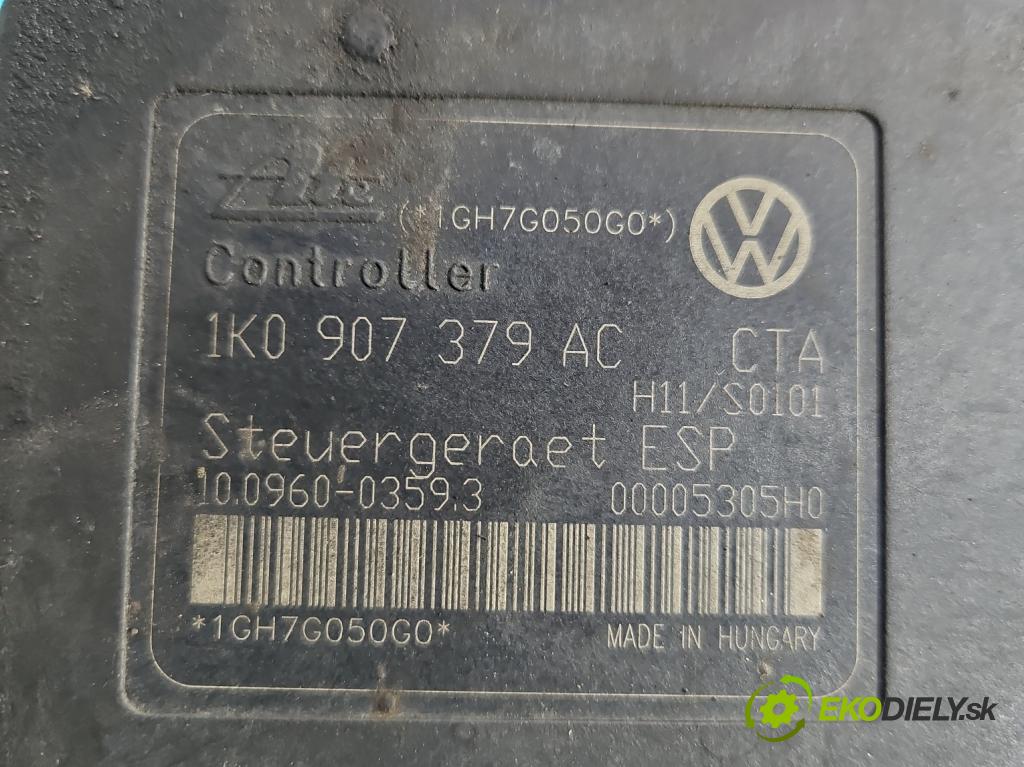 Ate (*1GH7G050G0*)
Controller
1K0 907 379 AC CTA
H11/S0101
Steuergeraet ESP
10.0960-0359.3 00005305H0
*1GH7G050G0* MADE IN HUNGARY
EKODIELY.sk